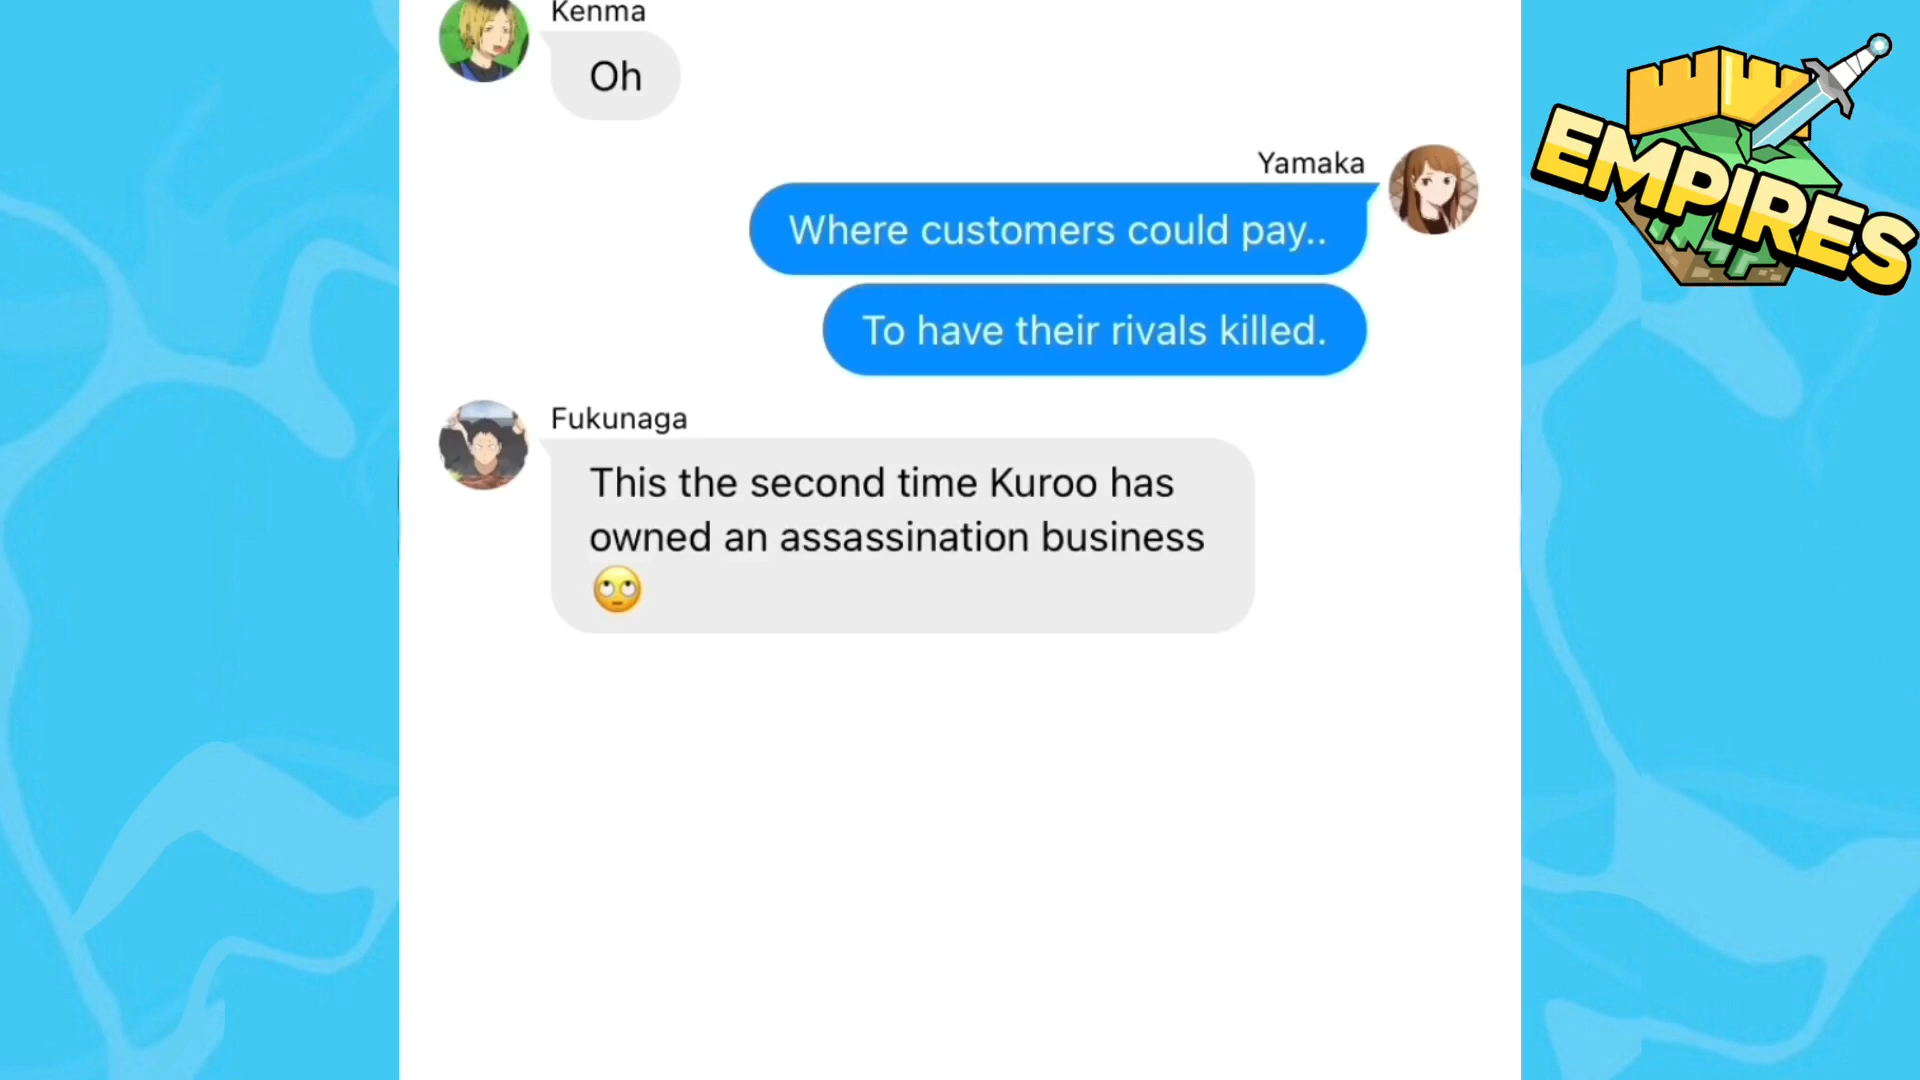 Kenma
Oh
Yamaka
Where customers could pay..
To have their rivals killed.
Fukunaga
This the second time Kuroo has
owned an assassination business
🙄
EMPIRES